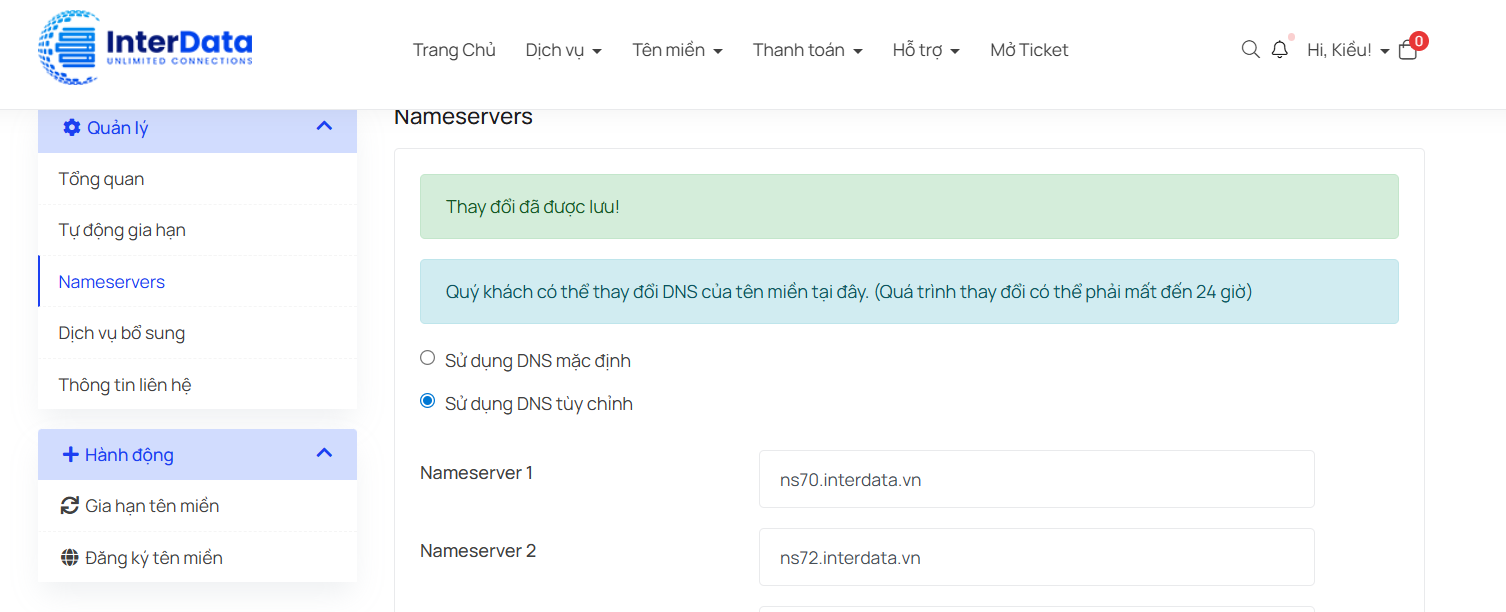 InterData
UNLIMITED CONNECTIONS
Trang Chủ Dịch vụ Tên miền Thanh toán Hỗ trợ Mở Ticket Hi, Kiều! 0
Quản lý
Tổng quan
Tự động gia hạn
Nameservers
Dịch vụ bổ sung
Thông tin liên hệ
Hành động
Gia hạn tên miền
Đăng ký tên miền
Nameservers
Thay đổi đã được lưu!
Quý khách có thể thay đổi DNS của tên miền tại đây. (Quá trình thay đổi có thể phải mất đến 24 giờ)
Sử dụng DNS mặc định
Sử dụng DNS tùy chỉnh
Nameserver 1 ns70.interdata.vn
Nameserver 2 ns72.interdata.vn